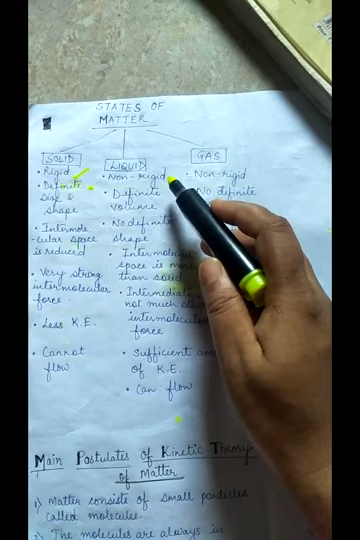 STATES OF
MATTER
SOLID
• Rigid
• Definite
size &
shape
• Intermole
-cular space
is reduced
• Very strong
intermolecular
force.
• Less K.E.
• Cannot
flow
LIQUID
• Non-rigid
• Definite
volume
• No definite
shape
• Intermolecular
space is more
than solid
• Intermediate
not much
intermolecular
force
• Sufficient
of K.E.
• Can flow
GAS
• Non-rigid
No definite
Main Postulates of Kinetic Theory
of Matter
1) Matter consists of small particles
called molecules.
2) The molecules are always in